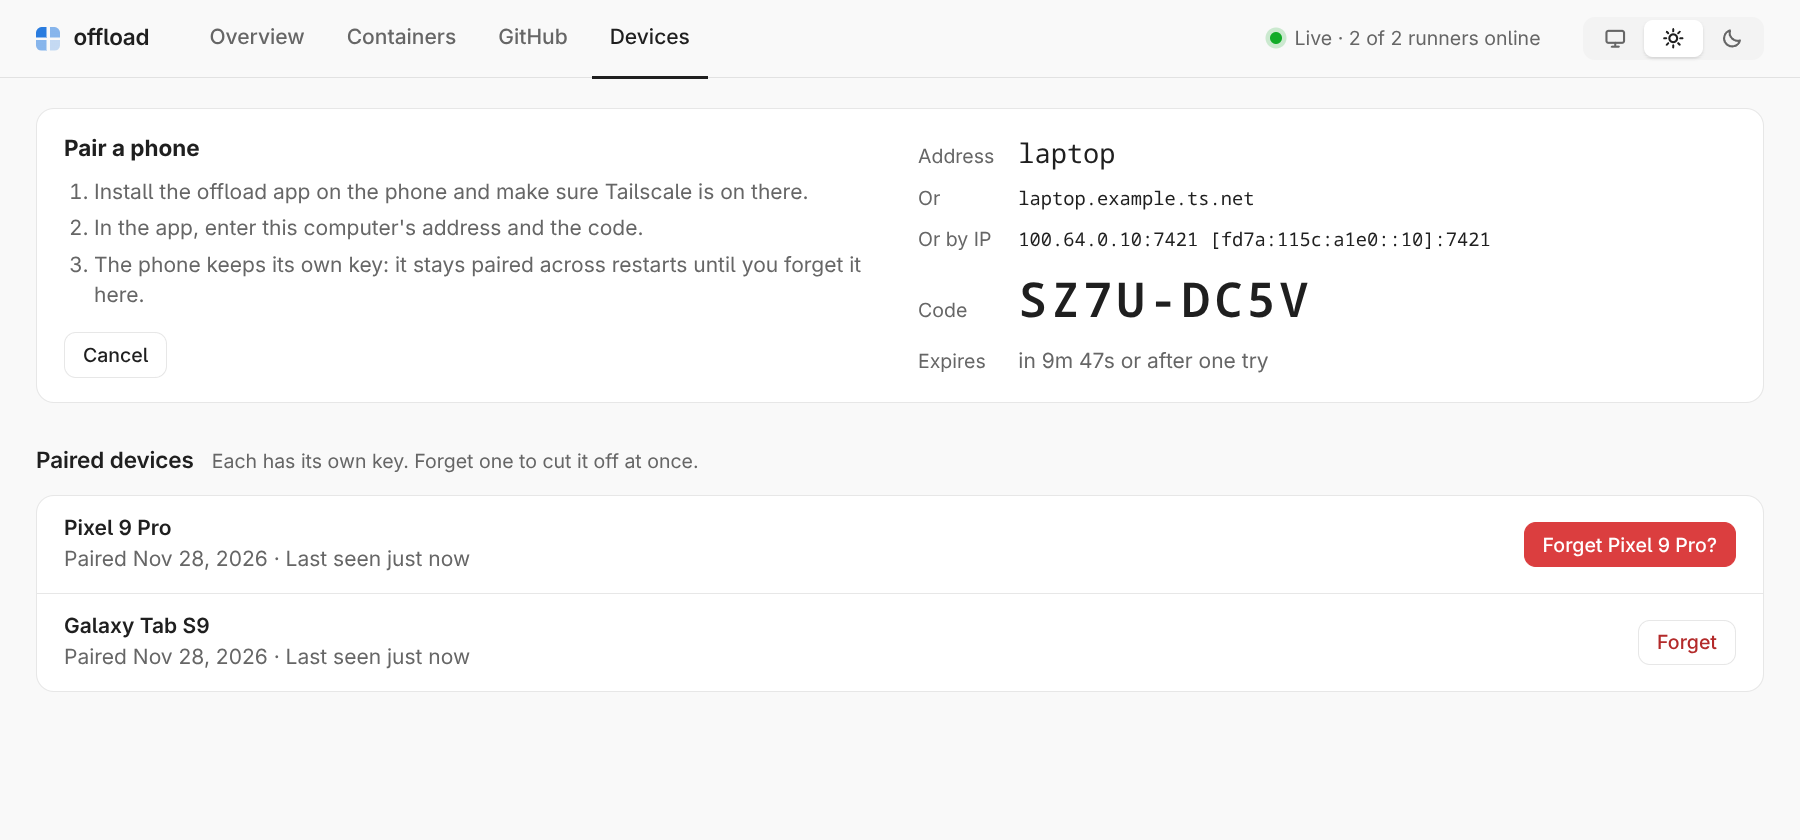 offload
Overview
Containers
GitHub
Devices
Live · 2 of 2 runners online
Pair a phone
1. Install the offload app on the phone and make sure Tailscale is on there.
2. In the app, enter this computer's address and the code.
3. The phone keeps its own key: it stays paired across restarts until you forget it
here.
Cancel
Address laptop
Or laptop.example.ts.net
Or by IP 100.64.0.10:7421 [fd7a:115c:a1e0::10]:7421
Code SZ7U-DC5V
Expires in 9m 47s or after one try
Paired devices Each has its own key. Forget one to cut it off at once.
Pixel 9 Pro
Paired Nov 28, 2026 · Last seen just now
Forget Pixel 9 Pro?
Galaxy Tab S9
Paired Nov 28, 2026 · Last seen just now
Forget